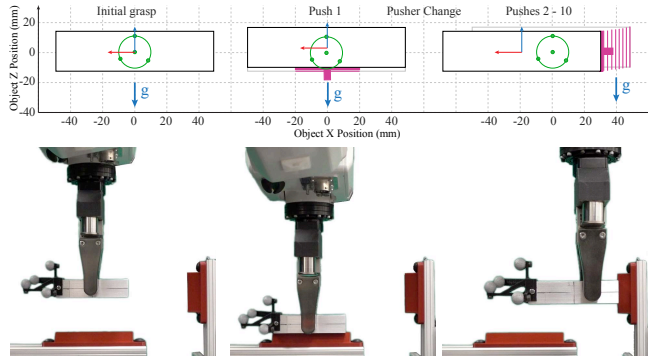 Initial grasp
Push 1
Pusher Change
Pushes 2 - 10
Object Z Position (mm)
20
0
-20
-40
g
g
g
-40 -20 0 20 40
-40 -20 0 20 40
-40 -20 0 20 40
Object X Position (mm)